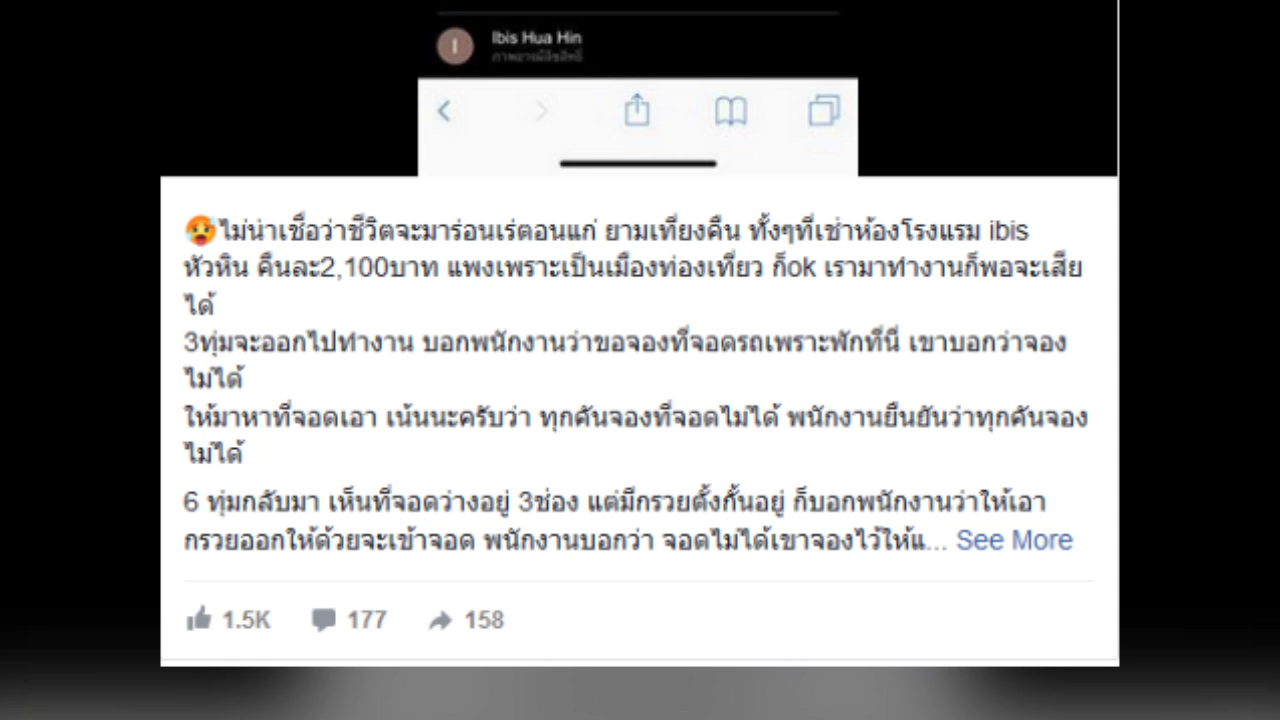 Ibis Hua Hin
ภาพอาจมีลิขสิทธิ์
🥵ไม่น่าเชื่อว่าชีวิตจะมาร่อนเร่ตอนแก่ ยามเที่ยงคืน ทั้งๆที่เช่าห้องโรงแรม ibis
หัวหิน คืนละ2,100บาท แพงเพราะเป็นเมืองท่องเที่ยว ก็ok เรามาทำงานก็พอจะเสีย
ได้
3ทุ่มจะออกไปทำงาน บอกพนักงานว่าขอจองที่จอดรถเพราะพักที่นี่ เขาบอกว่าจอง
ไม่ได้
ให้มาหาที่จอดเอา เน้นนะครับว่า ทุกคันจองที่จอดไม่ได้ พนักงานยืนยันว่าทุกคันจอง
ไม่ได้
6 ทุ่มกลับมา เห็นที่จอดว่างอยู่ 3ช่อง แต่มีกรวยตั้งกั้นอยู่ ก็บอกพนักงานว่าให้เอา
กรวยออกให้ด้วยจะเข้าจอด พนักงานบอกว่า จอดไม่ได้เขาจองไว้ให้แ... See More
1.5K 177 158